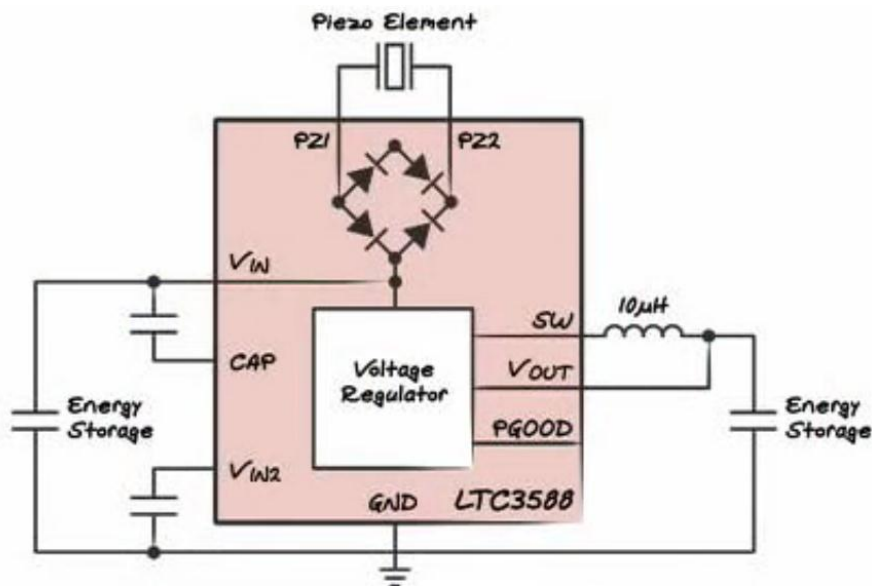 Piezo Element
PZ1
PZ2
VIN
10μH
SW
CAP
Voltage
Regulator
VOUT
Energy
Storage
Energy
Storage
PGOOD
VIN2
GND
LTC3588